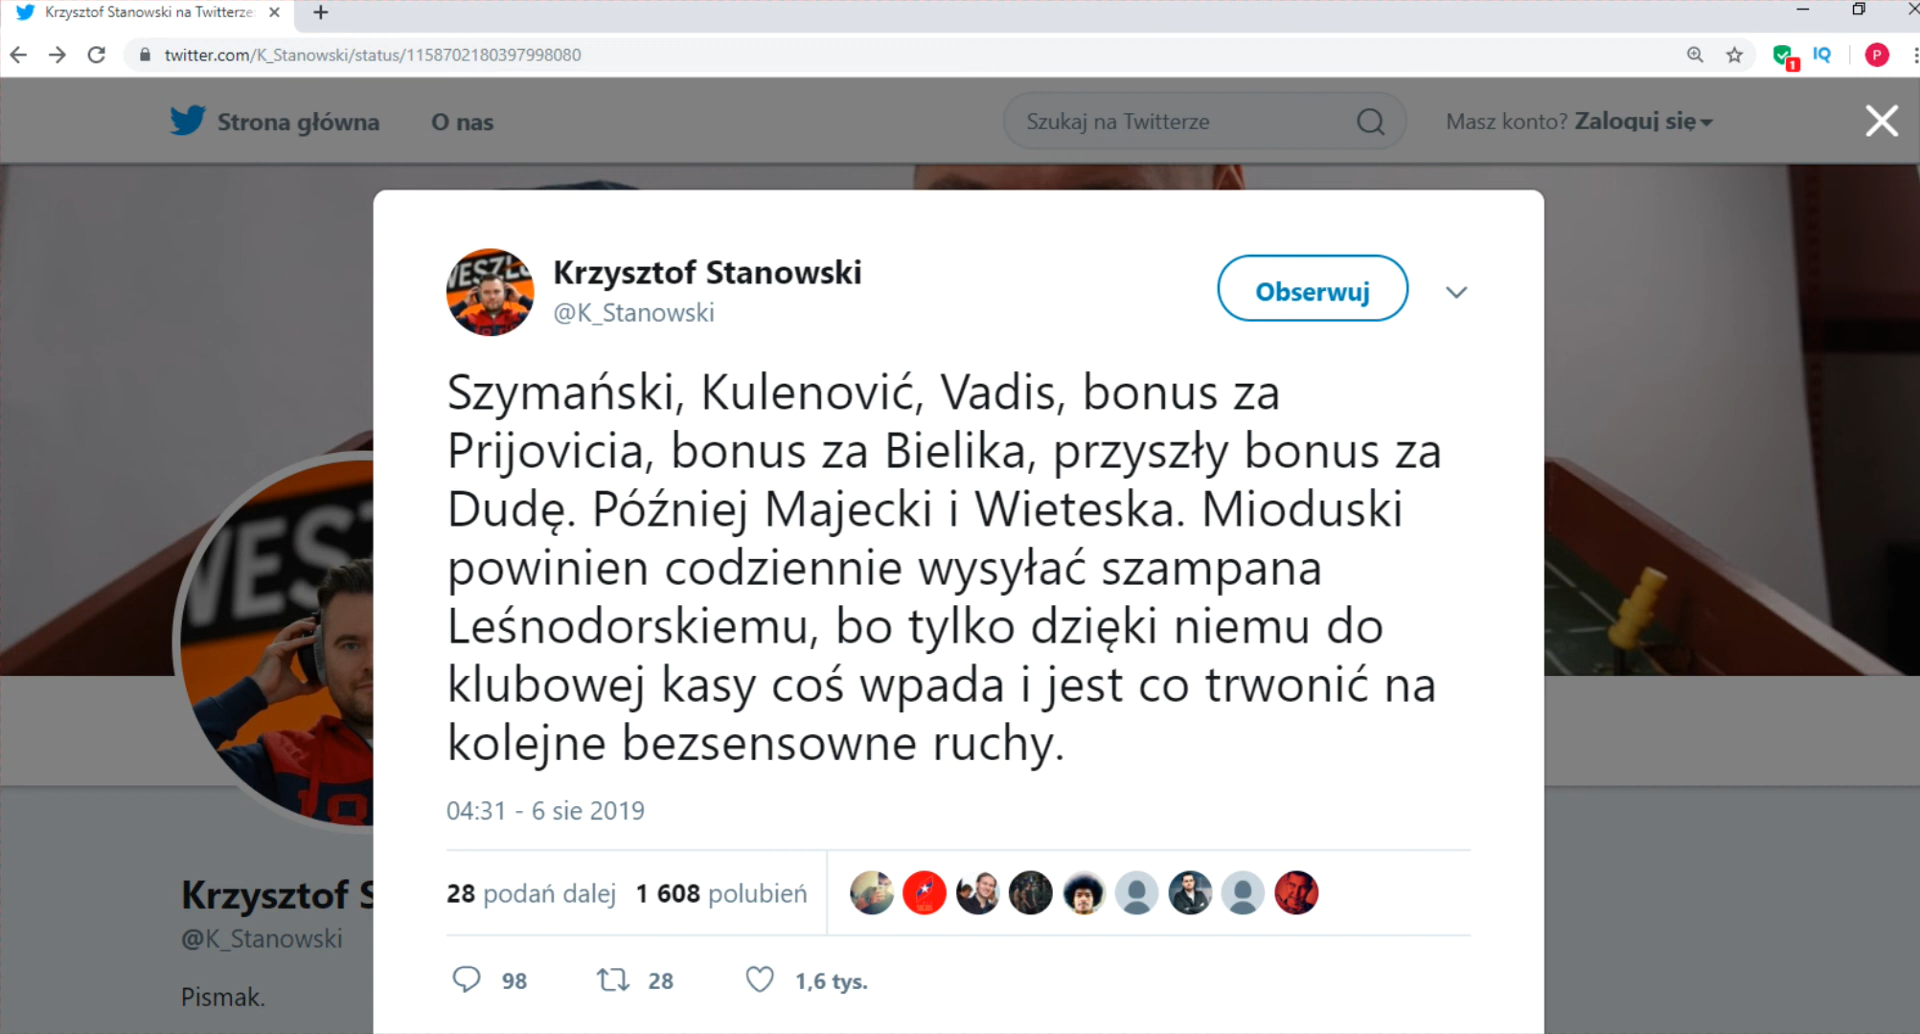 Krzysztof Stanowski na Twitterze:
twitter.com/K_Stanowski/status/1158702180397998080
1
IQ
P
Strona główna
O nas
Szukaj na Twitterze
Masz konto? Zaloguj się
Krzysztof Stanowski
@K_Stanowski
Obserwuj
Szymański, Kulenović, Vadis, bonus za
Prijovicia, bonus za Bielika, przyszły bonus za
Dudę. Później Majecki i Wieteska. Mioduski
powinien codziennie wysyłać szampana
Leśnodorskiemu, bo tylko dzięki niemu do
klubowej kasy coś wpada i jest co trwonić na
kolejne bezsensowne ruchy.
04:31 - 6 sie 2019
28 podań dalej 1 608 polubień
98 28 1,6 tys.
WESZ
Krzysztof S
@K_Stanowski
Pismak.